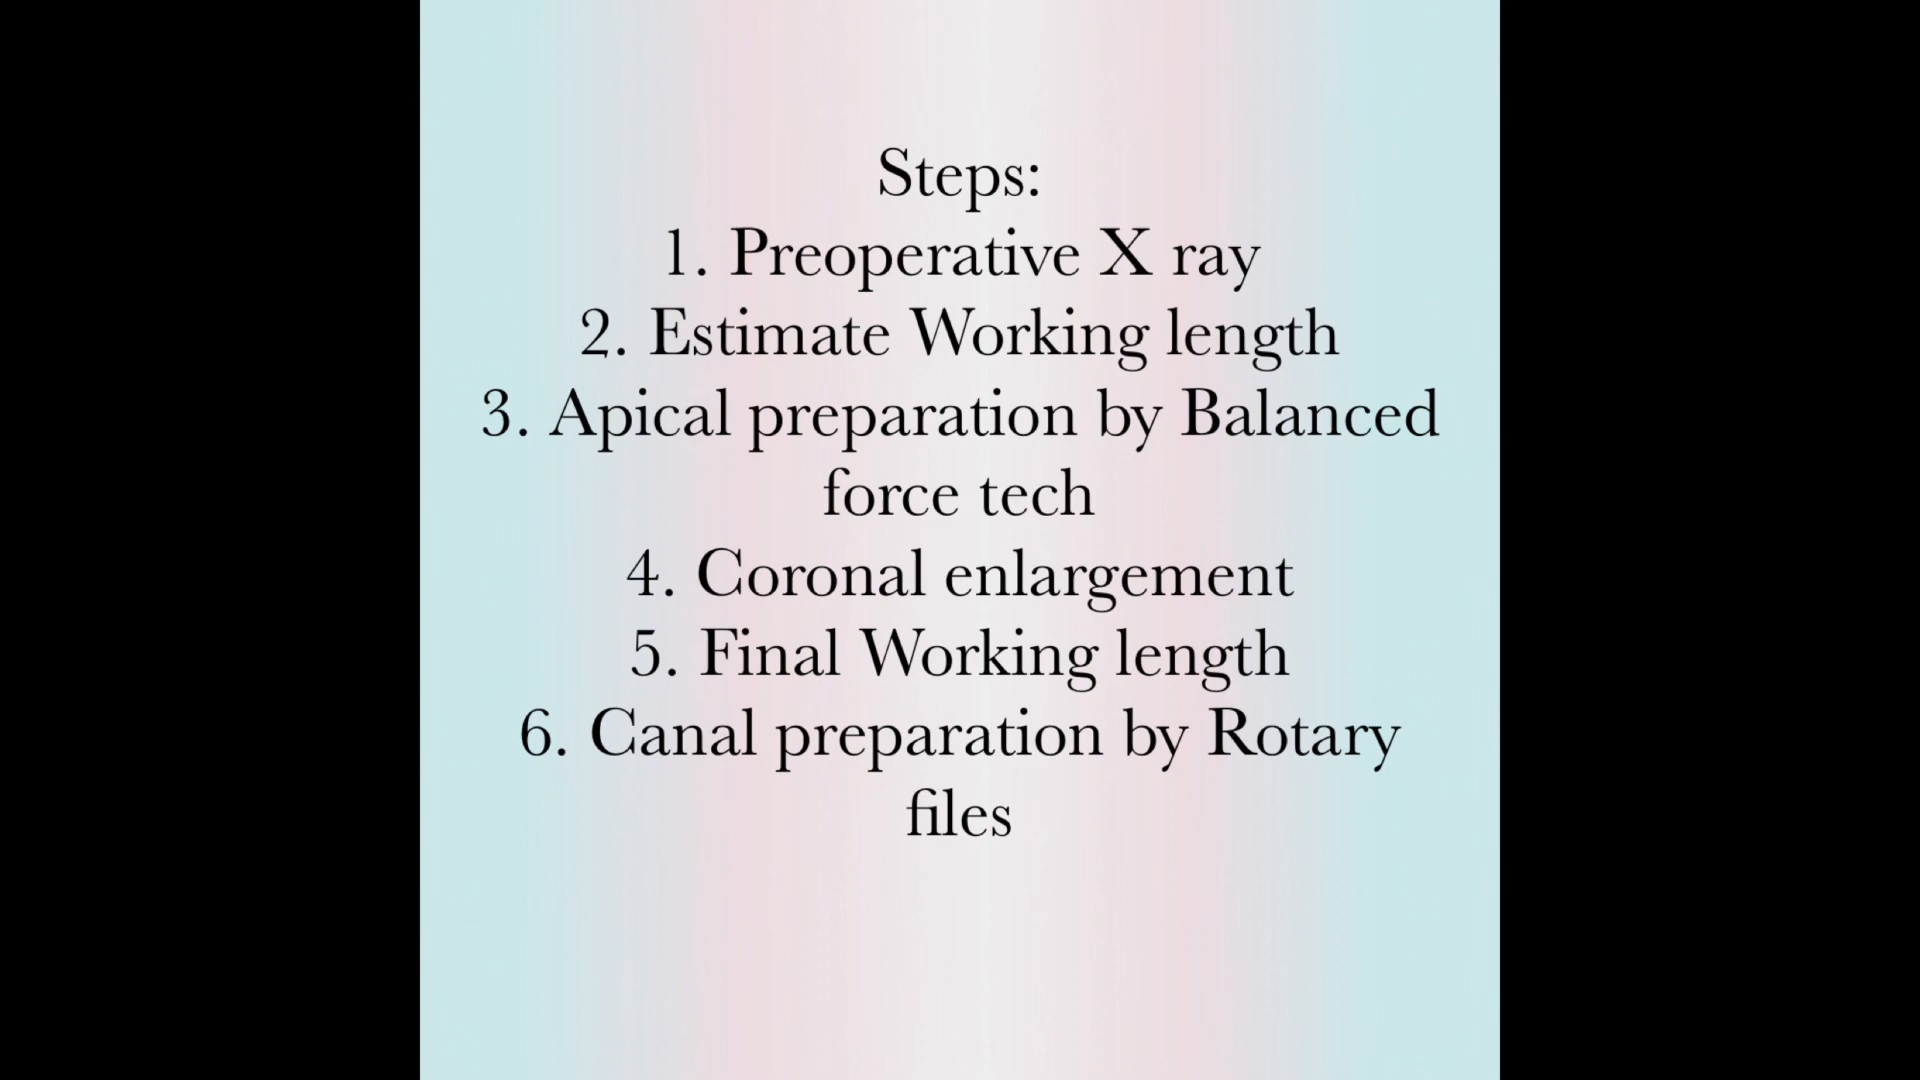 Steps:
1. Preoperative X ray
2. Estimate Working length
3. Apical preparation by Balanced
force tech
4. Coronal enlargement
5. Final Working length
6. Canal preparation by Rotary
files